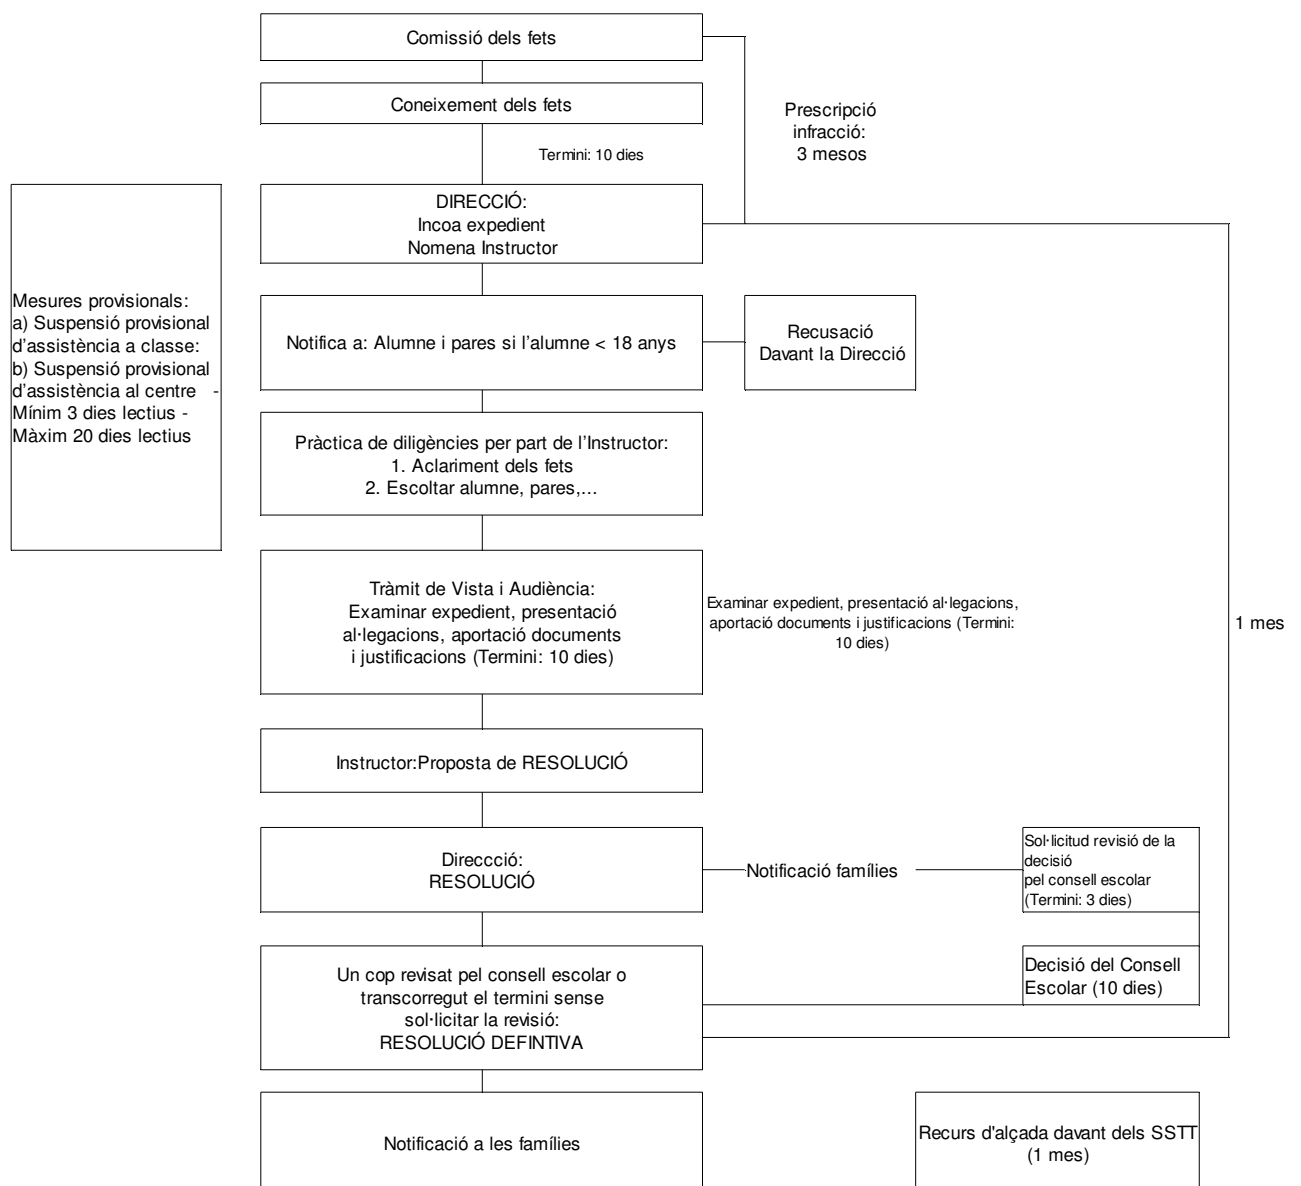 Comissió dels fets
Coneixement dels fets
Prescripció
infracció:
3 mesos
Termini: 10 dies
DIRECCIÓ:
Incoa expedient
Nomena Instructor
Mesures provisionals:
a) Suspensió provisional
d'assistència a classe:
b) Suspensió provisional
d'assistència al centre -
Mínim 3 dies lectius -
Màxim 20 dies lectius
Notifica a: Alumne i pares si l'alumne < 18 anys
Recusació
Davant la Direcció
Pràctica de diligències per part de l'Instructor:
1. Aclariment dels fets
2. Escoltar alumne, pares,...
Tràmit de Vista i Audiència:
Examinar expedient, presentació
al·legacions, aportació documents
i justificacions (Termini: 10 dies)
Examinar expedient, presentació al·legacions,
aportació documents i justificacions (Termini:
10 dies)
1 mes
Instructor:Proposta de RESOLUCIÓ
Direccció:
RESOLUCIÓ
Notificació famílies
Sol·licitud revisió de la
decisió
pel consell escolar
(Termini: 3 dies)
Un cop revisat pel consell escolar o
transcorregut el termini sense
sol·licitar la revisió:
RESOLUCIÓ DEFINTIVA
Decisió del Consell
Escolar (10 dies)
Notificació a les famílies
Recurs d'alçada davant dels SSTT
(1 mes)